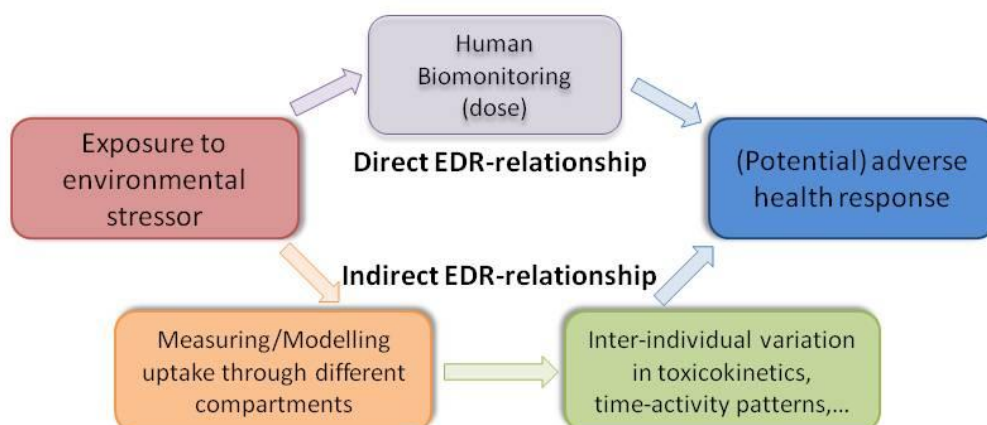 Human
Biomonitoring
(dose)
Exposure to
environmental
stressor
Direct EDR-relationship
(Potential) adverse
health response
Indirect EDR-relationship
Measuring/Modelling
uptake through different
compartments
Inter-individual variation
in toxicokinetics,
time-activity patterns,...